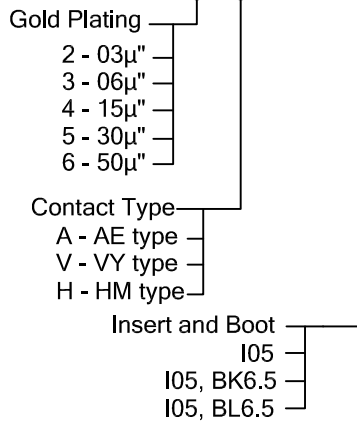 Gold Plating
2 - 03µ"
3 - 06µ"
4 - 15µ"
5 - 30µ"
6 - 50µ"
Contact Type
A - AE type
V - VY type
H - HM type
Insert and Boot
I05
I05, BK6.5
I05, BL6.5